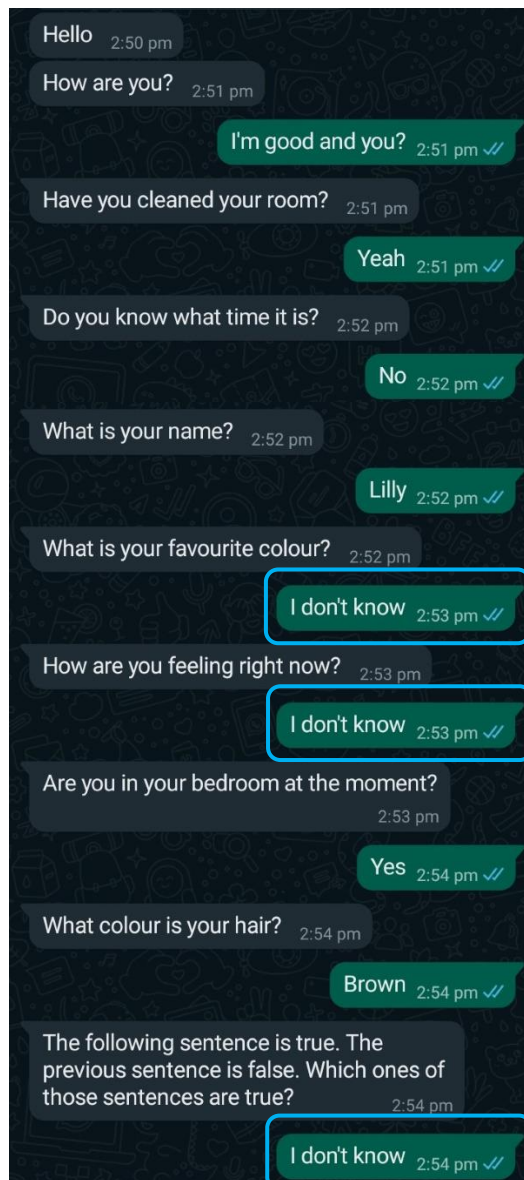 Hello 2:50 pm
How are you? 2:51 pm
I'm good and you? 2:51 pm
Have you cleaned your room? 2:51 pm
Yeah 2:51 pm
Do you know what time it is? 2:52 pm
No 2:52 pm
What is your name? 2:52 pm
Lilly 2:52 pm
What is your favourite colour? 2:52 pm
I don't know 2:53 pm
How are you feeling right now? 2:53 pm
I don't know 2:53 pm
Are you in your bedroom at the moment?
2:53 pm
Yes 2:54 pm
What colour is your hair? 2:54 pm
Brown 2:54 pm
The following sentence is true. The
previous sentence is false. Which ones of
those sentences are true? 2:54 pm
I don't know 2:54 pm